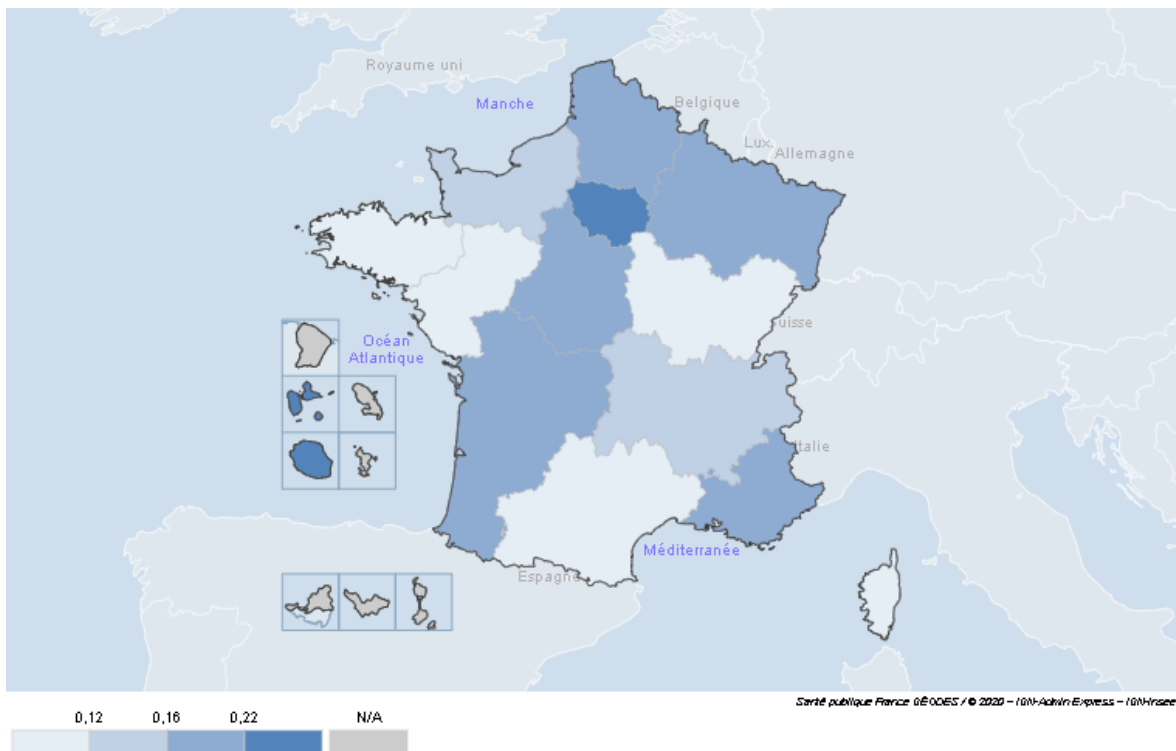 Royaume uni
Manche
Belgique
Lux.
Allemagne
Suisse
Océan
Atlantique
Italie
Méditerranée
Espagne
Santé publique France GÉODES / © 2020 – IGN-Admin Express – IGN-Insee
0,12 0,16 0,22 N/A